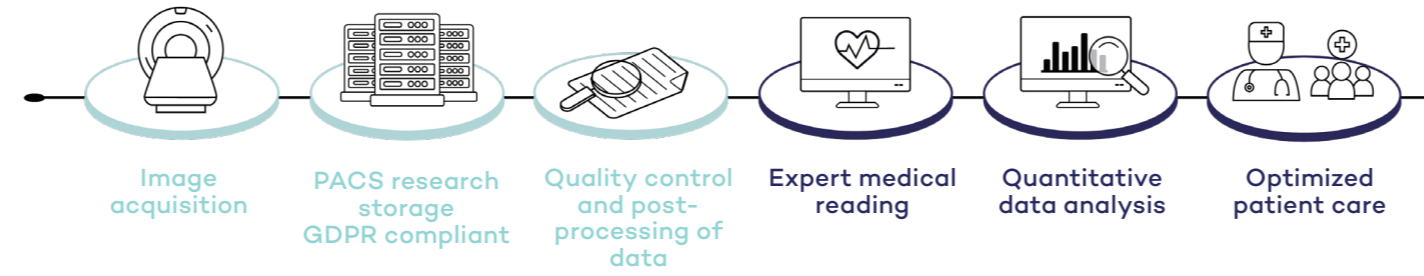 Image
acquisition
PACS research
storage
GDPR compliant
Quality control
and post-
processing of
data
Expert medical
reading
Quantitative
data analysis
Optimized
patient care